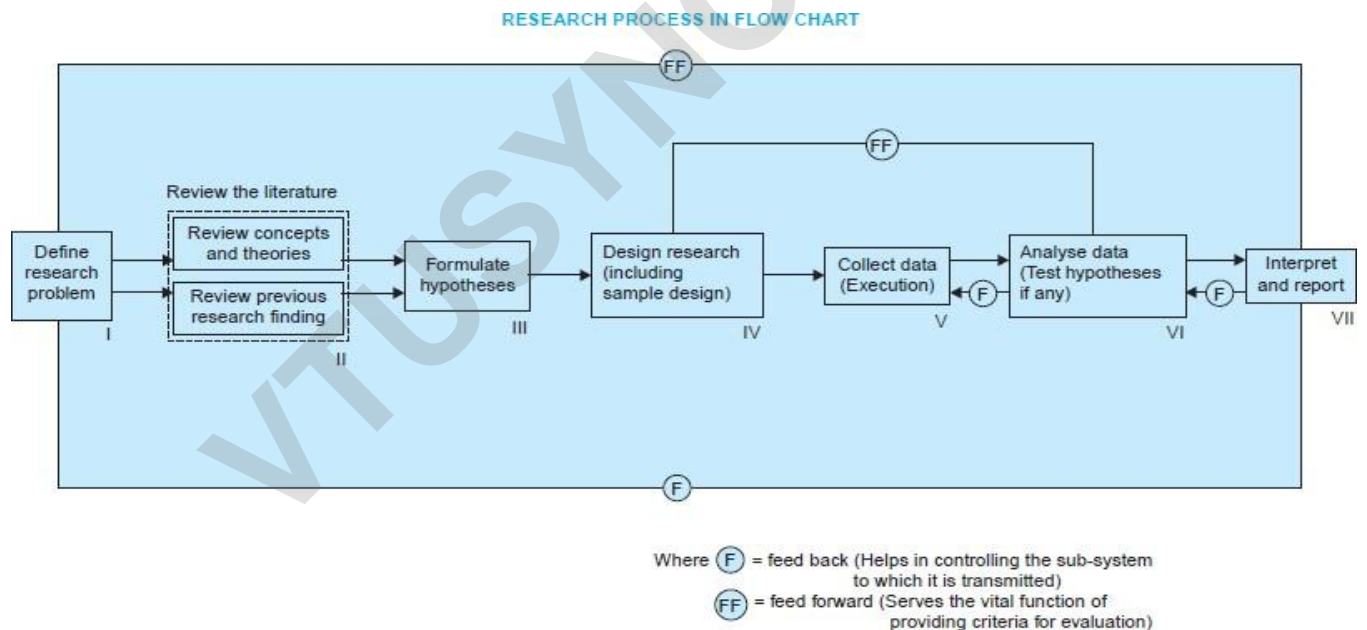 RESEARCH PROCESS IN FLOW CHART
FF
FF
Review the literature
Define
research
problem
I
Review concepts
and theories
Review previous
research finding
II
Formulate
hypotheses
III
Design research
(including
sample design)
IV
Collect data
(Execution)
V
F
Analyse data
(Test hypotheses
if any)
VI
F
Interpret
and report
VII
F
Where F = feed back (Helps in controlling the sub-system
to which it is transmitted)
FF = feed forward (Serves the vital function of
providing criteria for evaluation)
VTUSYNC